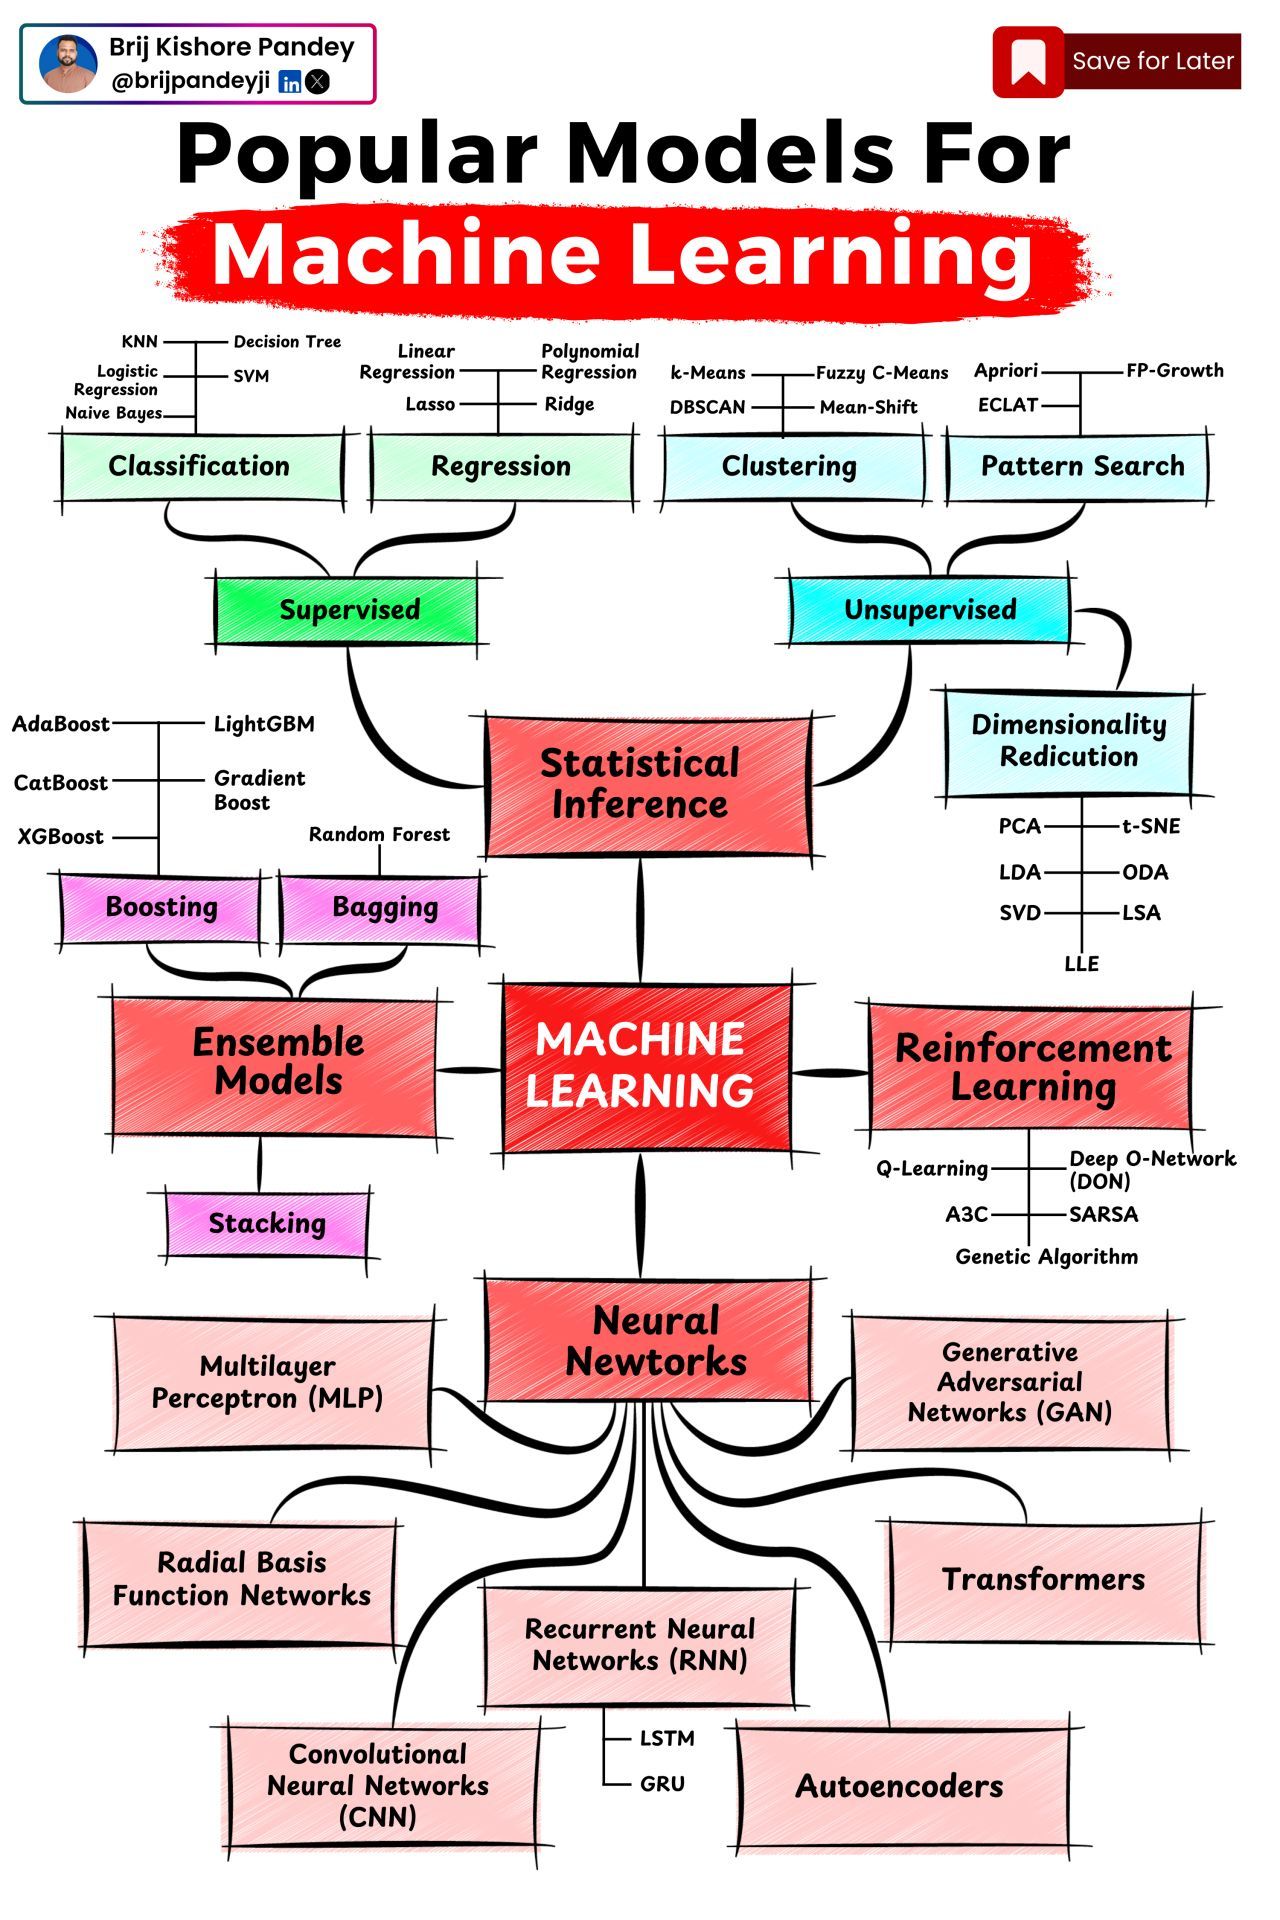 Brij Kishore Pandey
@brijpandeyji in X
Save for Later
Popular Models For
Machine Learning
KNN
Decision Tree
Logistic
Regression
SVM
Naive Bayes
Classification
Linear
Regression
Polynomial
Regression
Lasso
Ridge
Regression
k-Means
Fuzzy C-Means
DBSCAN
Mean-Shift
Clustering
Apriori
FP-Growth
ECLAT
Pattern Search
Supervised
Unsupervised
Dimensionality
Redicution
PCA
t-SNE
LDA
ODA
SVD
LSA
LLE
Statistical
Inference
AdaBoost
LightGBM
CatBoost
Gradient
Boost
XGBoost
Random Forest
Boosting
Bagging
Ensemble
Models
Stacking
MACHINE
LEARNING
Reinforcement
Learning
Q-Learning
Deep O-Network
(DON)
A3C
SARSA
Genetic Algorithm
Neural
Newtorks
Multilayer
Perceptron (MLP)
Generative
Adversarial
Networks (GAN)
Radial Basis
Function Networks
Transformers
Recurrent Neural
Networks (RNN)
LSTM
GRU
Convolutional
Neural Networks
(CNN)
Autoencoders